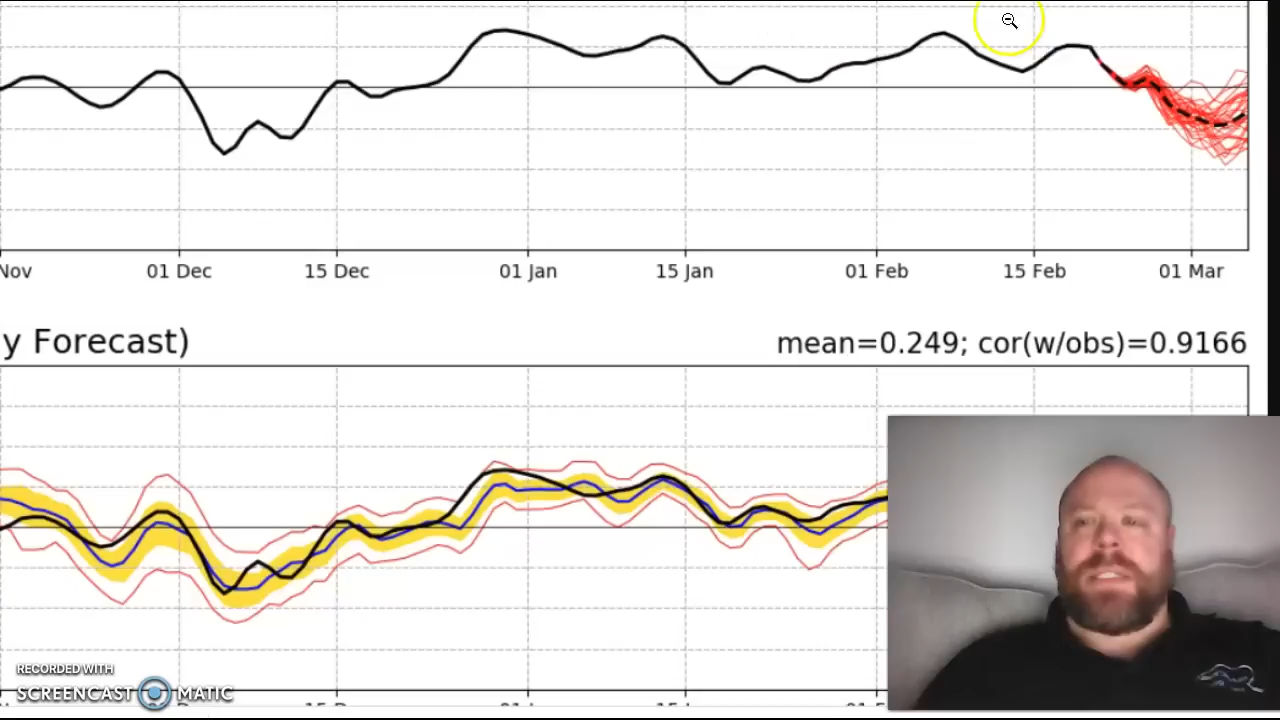 Nov 01 Dec 15 Dec 01 Jan 15 Jan 01 Feb 15 Feb 01 Mar
y Forecast) mean=0.249; cor(w/obs)=0.9166
RECORDED WITH
SCREENCAST MATIC